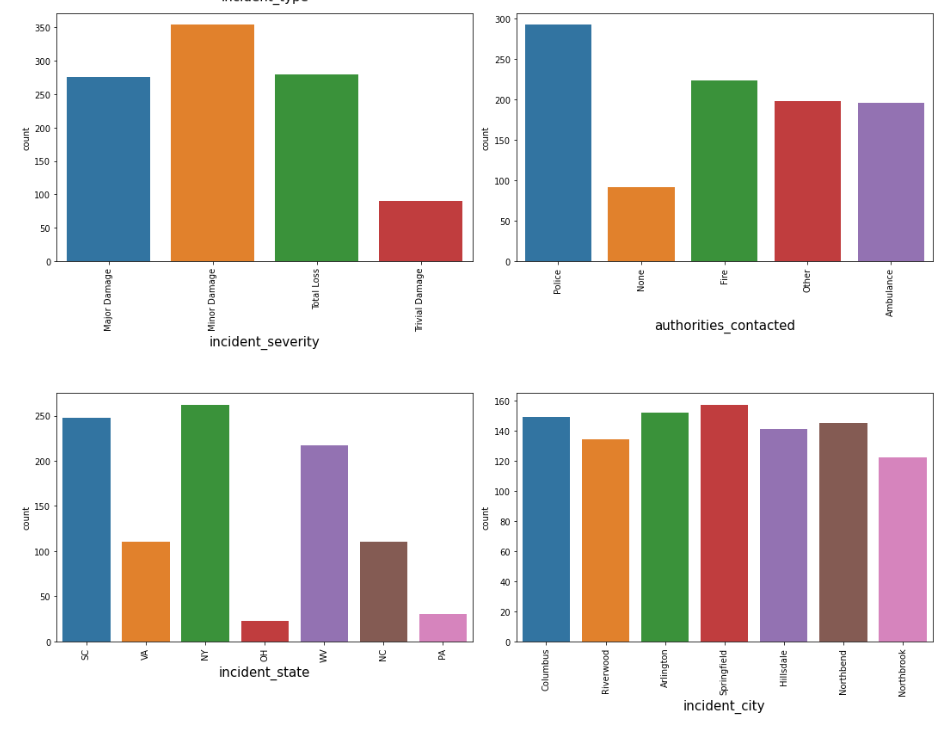 incident_type
350
300
250
200
150
100
50
0
count
Major Damage
Minor Damage
Total Loss
Trivial Damage
incident_severity
300
250
200
150
100
50
0
count
Police
None
Fire
Other
Ambulance
authorities_contacted
250
200
150
100
50
0
count
SC
VA
NY
OH
WV
NC
PA
incident_state
160
140
120
100
80
60
40
20
0
count
Columbus
Riverwood
Arlington
Springfield
Hillsdale
Northbend
Northbrook
incident_city